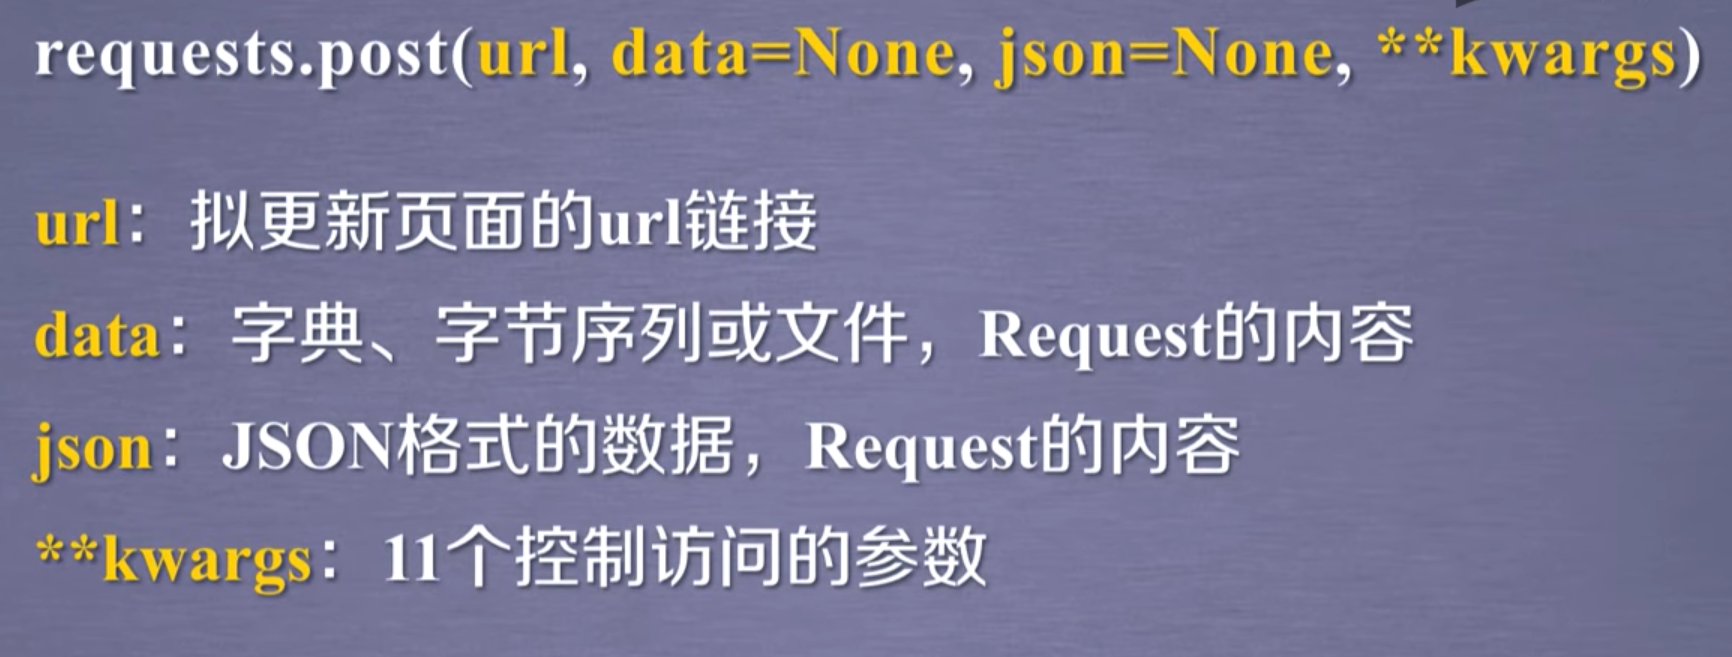 requests.post(url, data=None, json=None, **kwargs)
url：拟更新页面的url链接
data：字典、字节序列或文件，Request的内容
json：JSON格式的数据，Request的内容
**kwargs：11个控制访问的参数